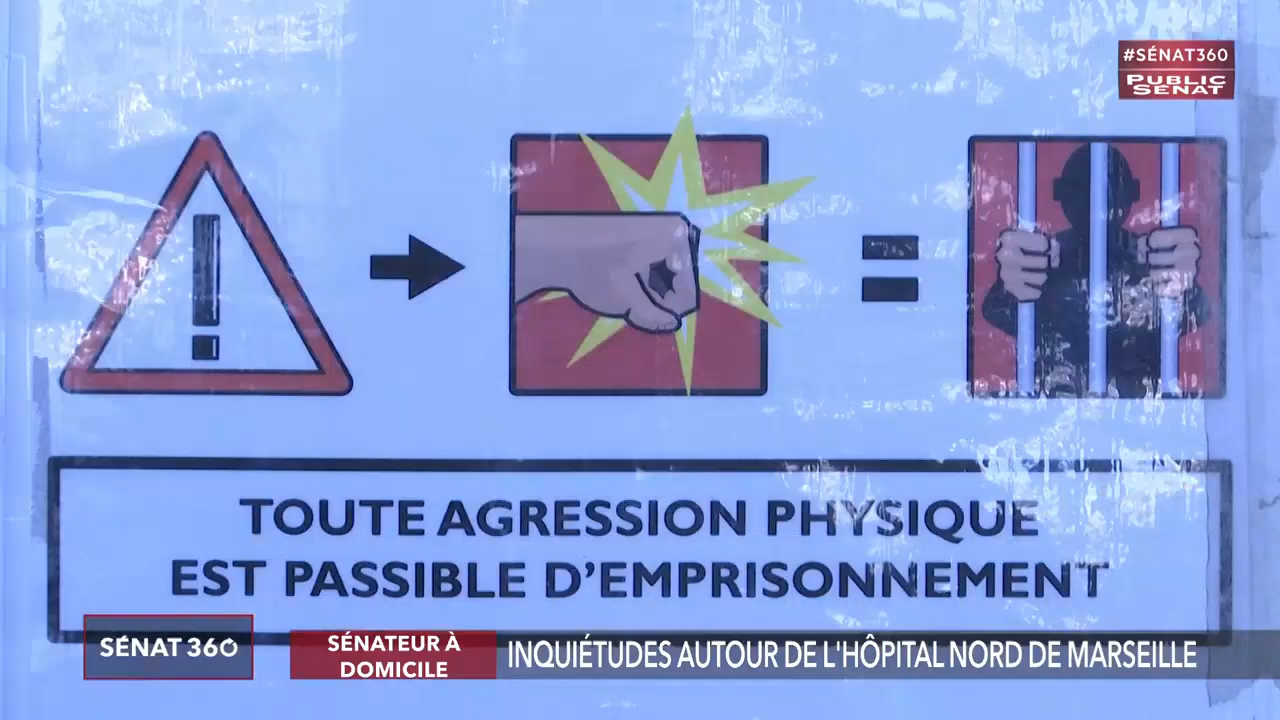 #SÉNAT360
PUBLIC
SENAT
TOUTE AGRESSION PHYSIQUE
EST PASSIBLE D'EMPRISONNEMENT
SÉNAT 360
SÉNATEUR À
DOMICILE
INQUIÉTUDES AUTOUR DE L'HÔPITAL NORD DE MARSEILLE